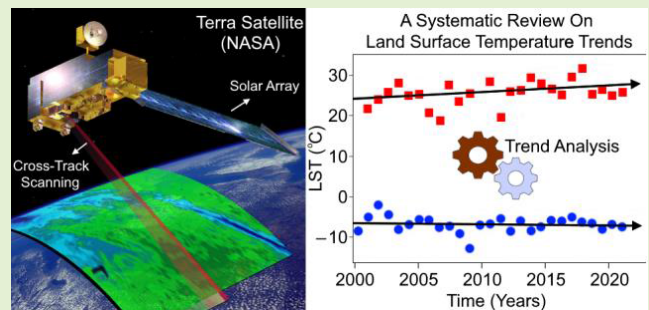 Terra Satellite
(NASA)
Solar Array
Cross-Track
Scanning
A Systematic Review On
Land Surface Temperature Trends
30
20
10
0
10
LST (°C)
Trend Analysis
2000
2005
2010
2015
2020
Time (Years)